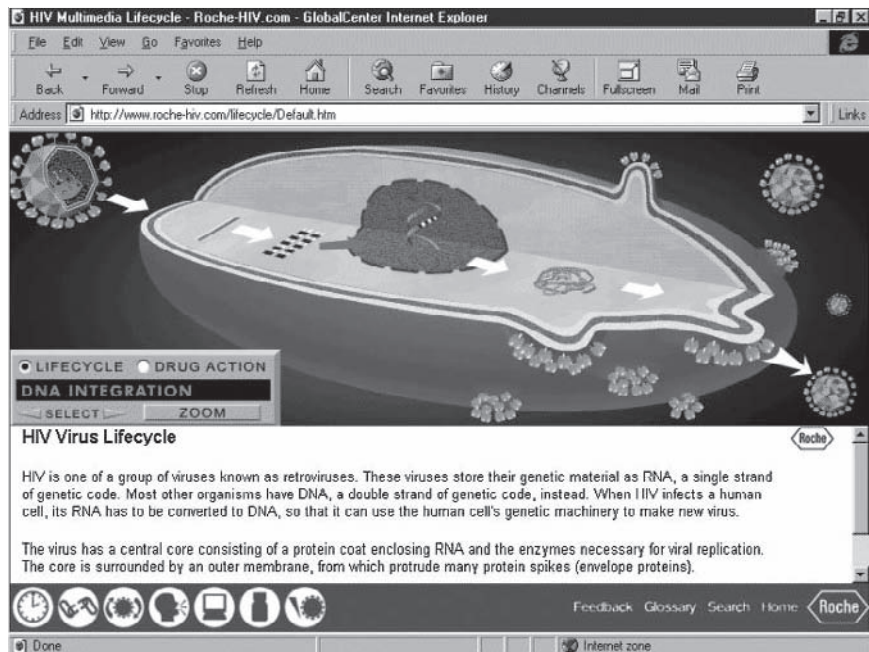 HIV Multimedia Lifecycle - Roche-HIV.com - GlobalCenter Internet Explorer
File Edit View Go Favorites Help
Back Forward Stop Refresh Home Search Favorites History Channels Fullscreen Mail Print
Address http://www.roche-hiv.com/lifecycle/Default.htm Links
LIFECYCLE DRUG ACTION
DNA INTEGRATION
SELECT ZOOM
HIV Virus Lifecycle
Roche
HIV is one of a group of viruses known as retroviruses. These viruses store their genetic material as RNA, a single strand
of genetic code. Most other organisms have DNA, a double strand of genetic code, instead. When HIV infects a human
cell, its RNA has to be converted to DNA, so that it can use the human cell's genetic machinery to make new virus.
The virus has a central core consisting of a protein coat enclosing RNA and the enzymes necessary for viral replication.
The core is surrounded by an outer membrane, from which protrude many protein spikes (envelope proteins).
Feedback Glossary Search Home Roche
Done Internet zone